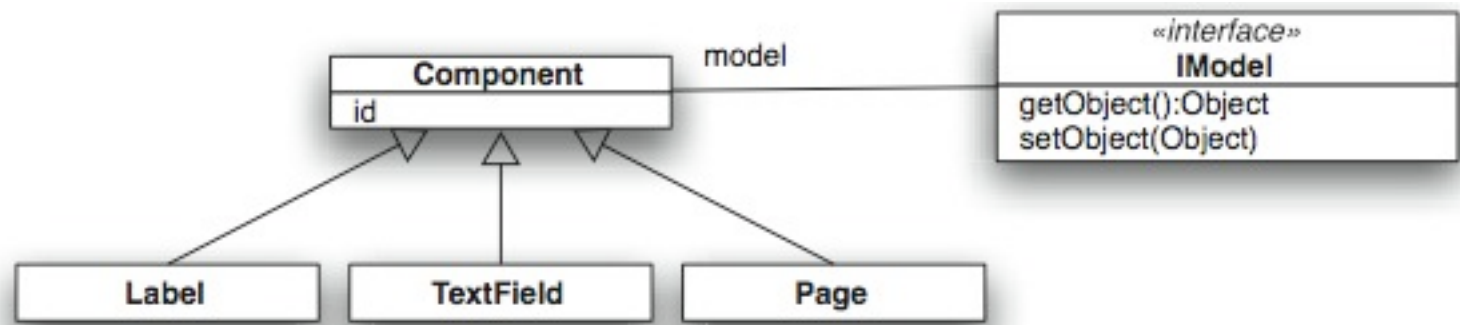 Component
id
model
«interface»
IModel
getObject():Object
setObject(Object)
Label
TextField
Page